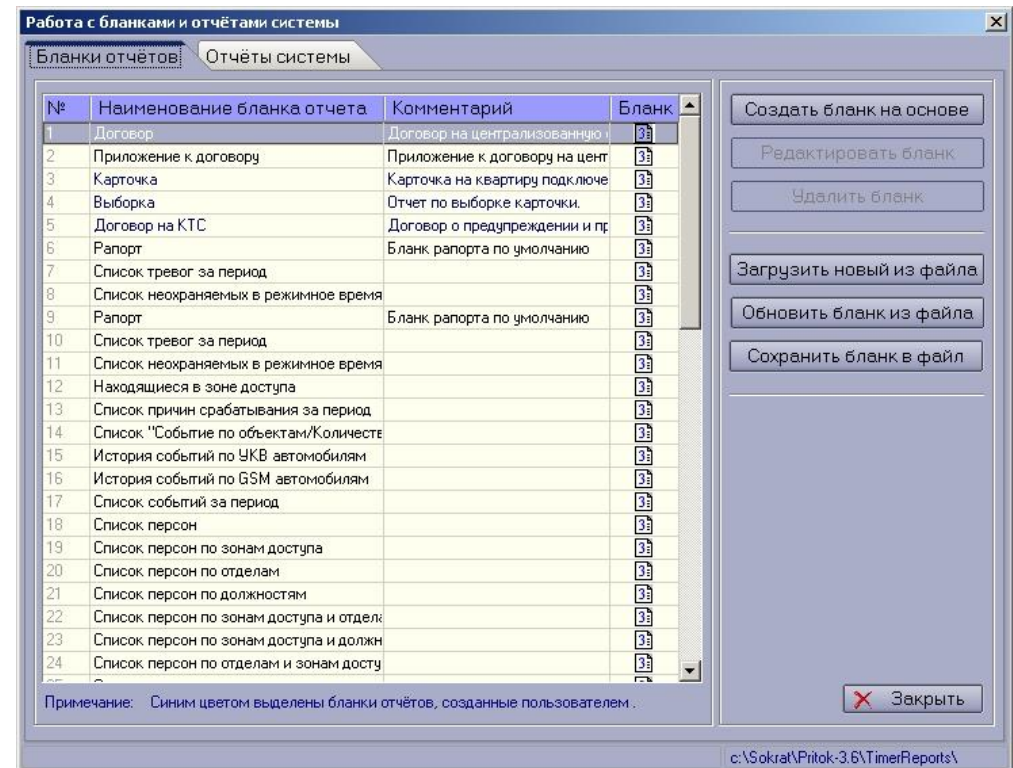 Работа с бланками и отчётами системы
Бланки отчётов Отчёты системы
№ Наименование бланка отчета Комментарий Бланк
1 Договор Договор на централизованную
2 Приложение к договору Приложение к договору на цент
3 Карточка Карточка на квартиру подключе
4 Выборка Отчет по выборке карточки.
5 Договор на КТС Договор о предупреждении и пр
6 Рапорт Бланк рапорта по умолчанию
7 Список тревог за период
8 Список неохраняемых в режимное время
9 Рапорт Бланк рапорта по умолчанию
10 Список тревог за период
11 Список неохраняемых в режимное время
12 Находящиеся в зоне доступа
13 Список причин срабатывания за период
14 Список "Событие по объектам/Количеств
15 История событий по УКВ автомобилям
16 История событий по GSM автомобилям
17 Список событий за период
18 Список персон
19 Список персон по зонам доступа
20 Список персон по отделам
21 Список персон по должностям
22 Список персон по зонам доступа и отдела
23 Список персон по зонам доступа и должн
24 Список персон по отделам и зонам досту
Примечание: Синим цветом выделены бланки отчётов, созданные пользователем .
Создать бланк на основе
Редактировать бланк
Удалить бланк
Загрузить новый из файла
Обновить бланк из файла
Сохранить бланк в файл
Закрыть
c:\Sokrat\Pritok-3.6\TimerReports\